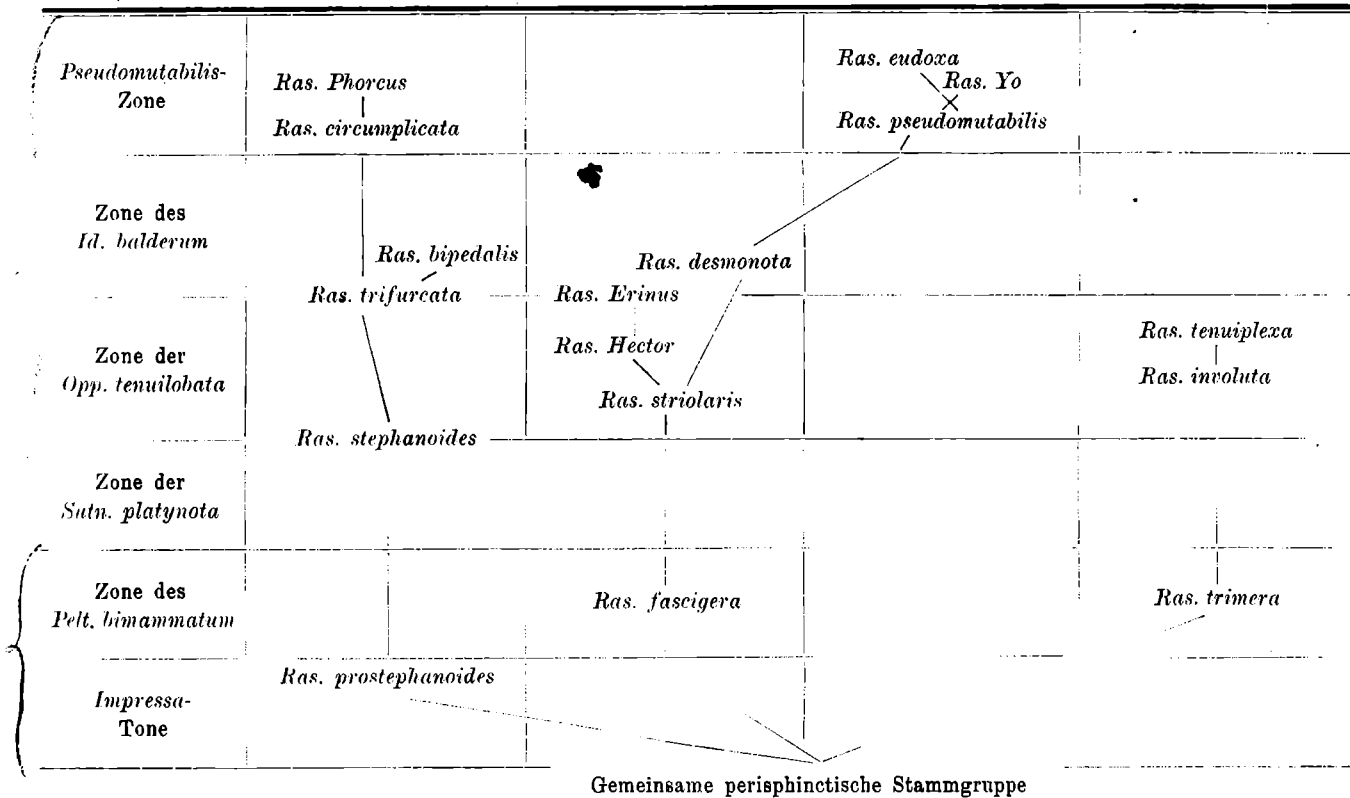 Pseudomutabilis-
Zone
Ras. Phorcus
Ras. circumplicata
Ras. eudoxa
Ras. Yo
Ras. pseudomutabilis
Zone des
Id. balderum
Ras. bipedalis
Ras. trifurcata
Ras. desmonota
Ras. Erinus
Zone der
Opp. tenuilobata
Ras. Hector
Ras. striolaris
Ras. tenuiplexa
Ras. involuta
Ras. stephanoides
Zone der
Sutn. platynota
Zone des
Pelt. bimammatum
Ras. fascigera
Ras. trimera
Impressa-
Tone
Ras. prostephanoides
Gemeinsame perisphinctische Stammgruppe